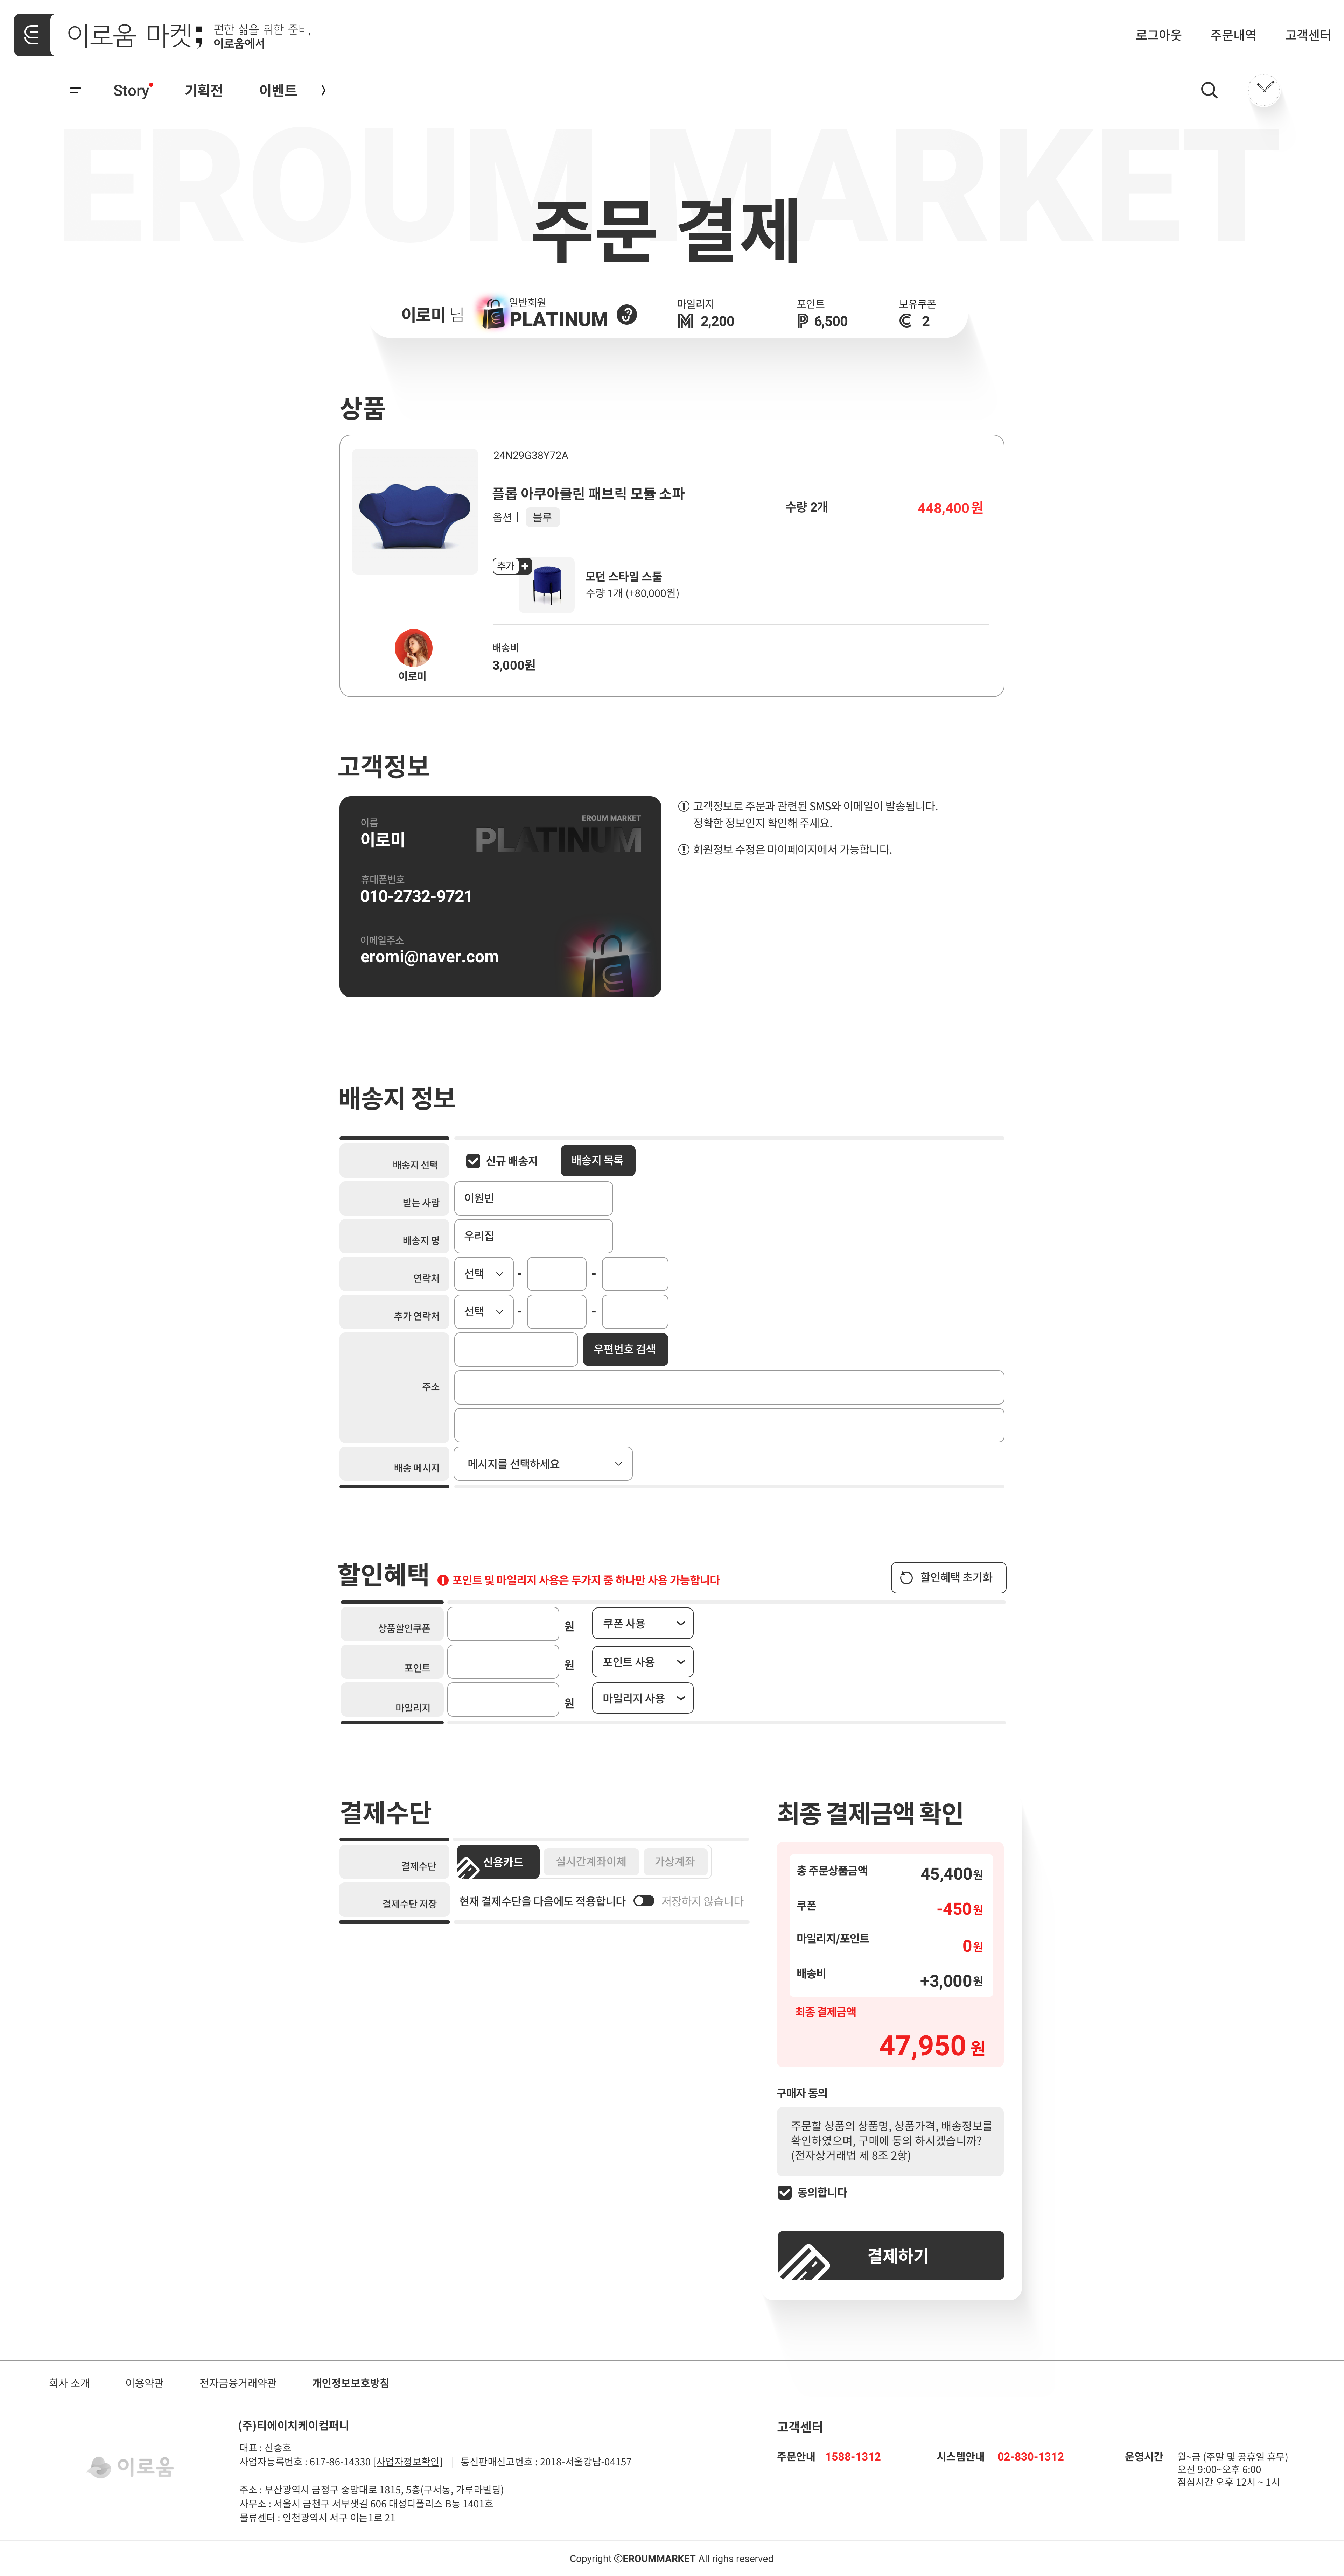 이로움 마켓;
편한 삶을 위한 준비,
이로움에서
로그아웃 주문내역 고객센터
Story 기획전 이벤트
EROUM MARKET
주문 결제
이로미 님
일반회원
PLATINUM
마일리지
2,200
포인트
6,500
보유쿠폰
2
상품
24N29G38Y72A
플롭 아쿠아클린 패브릭 모듈 소파
옵션 | 블루
수량 2개
448,400원
추가
모던 스타일 스툴
수량 1개 (+80,000원)
이로미
배송비
3,000원
고객정보
이름
이로미
EROUM MARKET
PLATINUM
휴대폰번호
010-2732-9721
이메일주소
eromi@naver.com
고객정보로 주문과 관련된 SMS와 이메일이 발송됩니다.
정확한 정보인지 확인해 주세요.
회원정보 수정은 마이페이지에서 가능합니다.
배송지 정보
배송지 선택 신규 배송지 배송지 목록
받는 사람 이원빈
배송지 명 우리집
연락처 선택 - -
추가 연락처 선택 - -
우편번호 검색
주소
배송 메시지 메시지를 선택하세요
할인혜택 포인트 및 마일리지 사용은 두가지 중 하나만 사용 가능합니다 할인혜택 초기화
상품할인쿠폰 원 쿠폰 사용
포인트 원 포인트 사용
마일리지 원 마일리지 사용
결제수단
결제수단 신용카드 실시간계좌이체 가상계좌
결제수단 저장 현재 결제수단을 다음에도 적용합니다 저장하지 않습니다
최종 결제금액 확인
총 주문상품금액 45,400원
쿠폰 -450원
마일리지/포인트 0원
배송비 +3,000원
최종 결제금액
47,950 원
구매자 동의
주문할 상품의 상품명, 상품가격, 배송정보를
확인하였으며, 구매에 동의 하시겠습니까?
(전자상거래법 제 8조 2항)
동의합니다
결제하기
회사 소개 이용약관 전자금융거래약관 개인정보보호방침
이로움
(주)티에이치케이컴퍼니
대표 : 신종호
사업자등록번호 : 617-86-14330 [사업자정보확인] | 통신판매신고번호 : 2018-서울강남-04157
주소 : 부산광역시 금정구 중앙대로 1815, 5층(구서동, 가루라빌딩)
사무소 : 서울시 금천구 서부샛길 606 대성디폴리스 B동 1401호
물류센터 : 인천광역시 서구 이든1로 21
고객센터
주문안내 1588-1312 시스템안내 02-830-1312
운영시간 월~금 (주말 및 공휴일 휴무)
오전 9:00~오후 6:00
점심시간 오후 12시 ~ 1시
Copyright ⓒEROUMMARKET All righs reserved